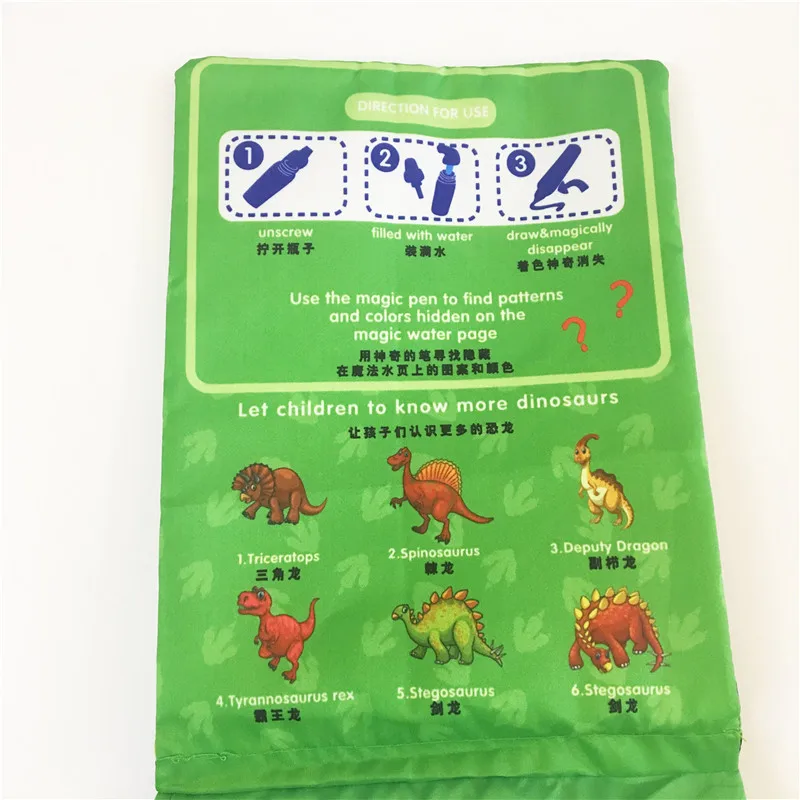 DIRECTION FOR USE
1
2
3
unscrew
拧开瓶子
filled with water
装满水
draw&magically
disappear
着色神奇消失
Use the magic pen to find patterns
and colors hidden on the
magic water page
用神奇的笔寻找隐藏
在魔法水页上的图案和颜色
? ?
Let children to know more dinosaurs
让孩子们认识更多的恐龙
1.Triceratops
三角龙
2.Spinosaurus
棘龙
3.Deputy Dragon
副栉龙
4.Tyrannosaurus rex
霸王龙
5.Stegosaurus
剑龙
6.Stegosaurus
剑龙